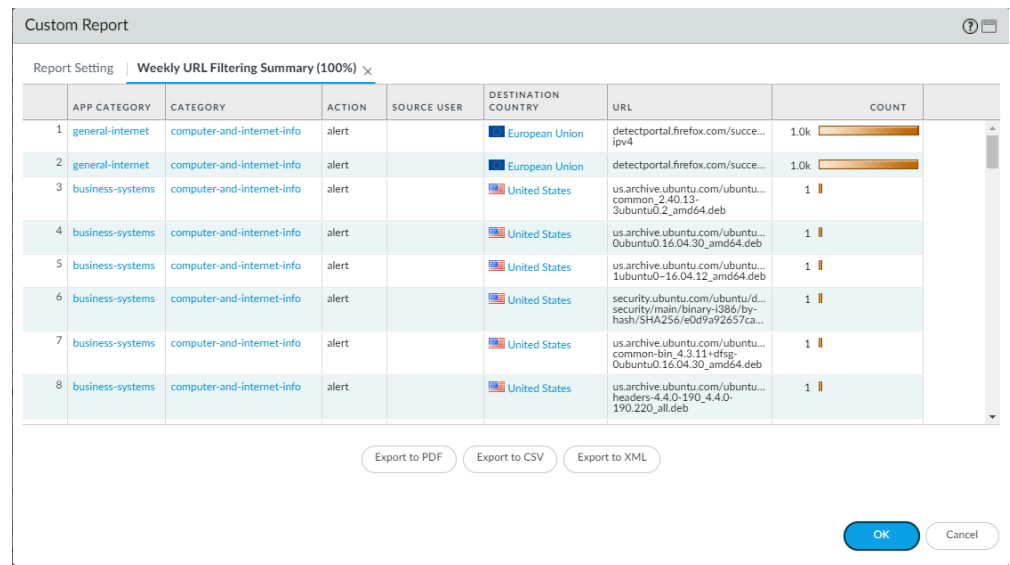 Custom Report
Report Setting
Weekly URL Filtering Summary (100%)
APP CATEGORY CATEGORY ACTION SOURCE USER DESTINATION COUNTRY URL COUNT
1 general-internet computer-and-internet-info alert European Union detectportal.firefox.com/succe... 1.0k
ipv4
2 general-internet computer-and-internet-info alert European Union detectportal.firefox.com/succe... 1.0k
3 business-systems computer-and-internet-info alert United States us.archive.ubuntu.com/ubuntu... 1
common_2.40.13-
3ubuntu0.2_amd64.deb
4 business-systems computer-and-internet-info alert United States us.archive.ubuntu.com/ubuntu... 1
0ubuntu0.16.04.30_amd64.deb
5 business-systems computer-and-internet-info alert United States us.archive.ubuntu.com/ubuntu... 1
1ubuntu0~16.04.12_amd64.deb
6 business-systems computer-and-internet-info alert United States security.ubuntu.com/ubuntu/d... 1
security/main/binary-i386/by-
hash/SHA256/e0d9a92657ca...
7 business-systems computer-and-internet-info alert United States us.archive.ubuntu.com/ubuntu... 1
common-bin_4.3.11+dfsg-
0ubuntu0.16.04.30_amd64.deb
8 business-systems computer-and-internet-info alert United States us.archive.ubuntu.com/ubuntu... 1
headers-4.4.0-190_4.4.0-
190.220_all.deb
Export to PDF
Export to CSV
Export to XML
OK
Cancel